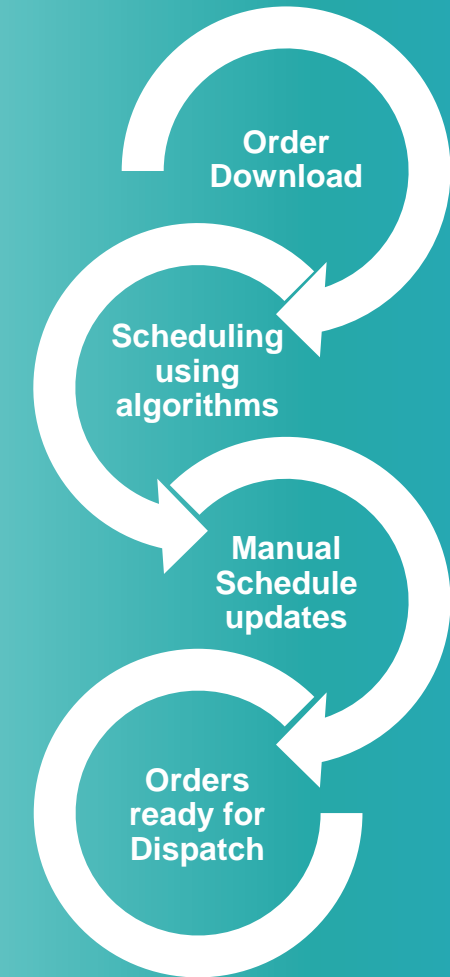 Order
Download
Scheduling
using
algorithms
Manual
Schedule
updates
Orders
ready for
Dispatch